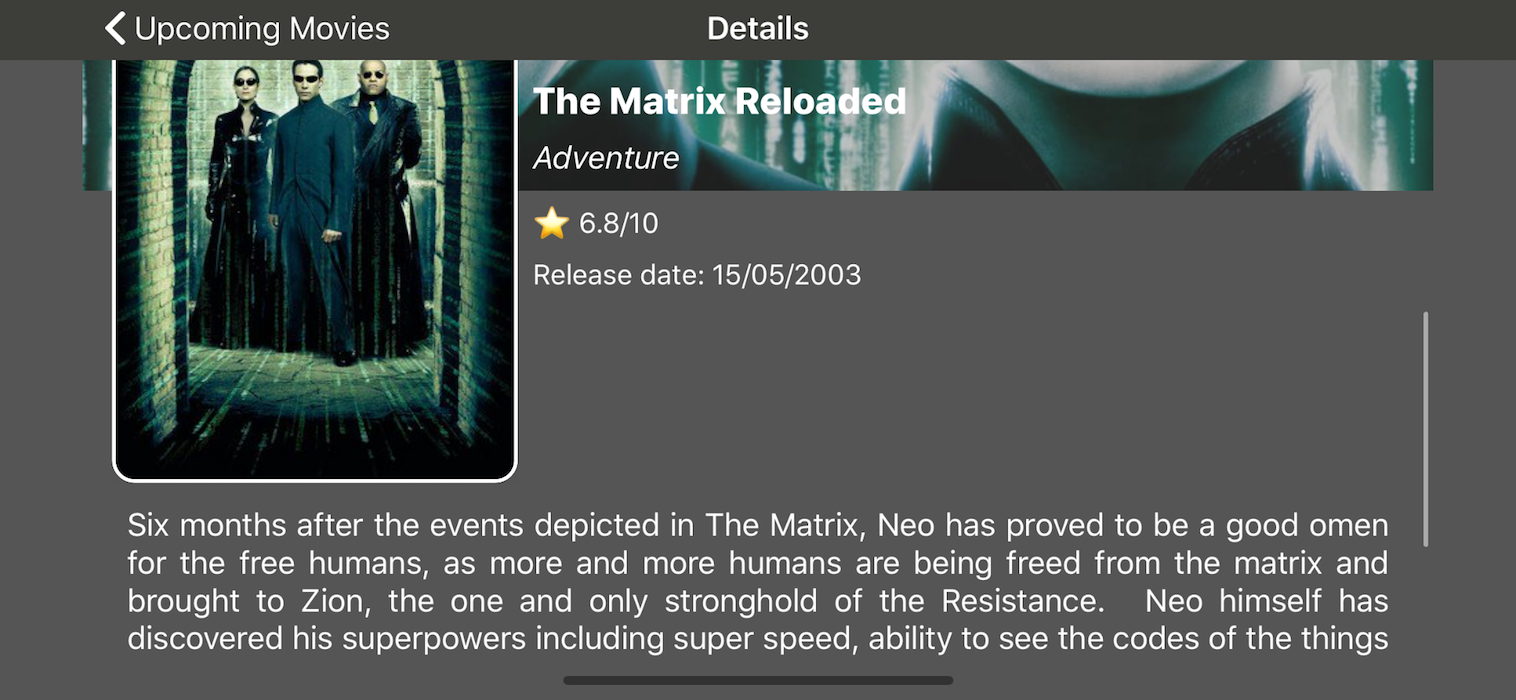 Upcoming Movies
Details
The Matrix Reloaded
Adventure
6.8/10
Release date: 15/05/2003
Six months after the events depicted in The Matrix, Neo has proved to be a good omen
for the free humans, as more and more humans are being freed from the matrix and
brought to Zion, the one and only stronghold of the Resistance.  Neo himself has
discovered his superpowers including super speed, ability to see the codes of the things